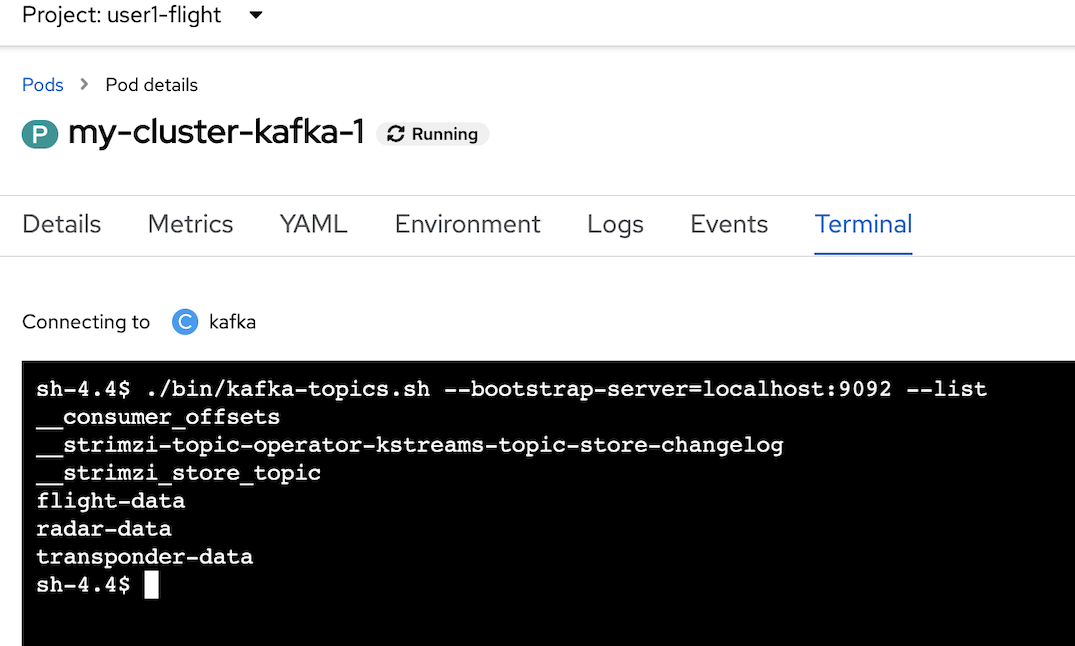 Project: user1-flight
Pods > Pod details
P my-cluster-kafka-1 Running
Details Metrics YAML Environment Logs Events Terminal
Connecting to C kafka
sh-4.4$ ./bin/kafka-topics.sh --bootstrap-server=localhost:9092 --list
__consumer_offsets
__strimzi-topic-operator-kstreams-topic-store-changelog
__strimzi_store_topic
flight-data
radar-data
transponder-data
sh-4.4$